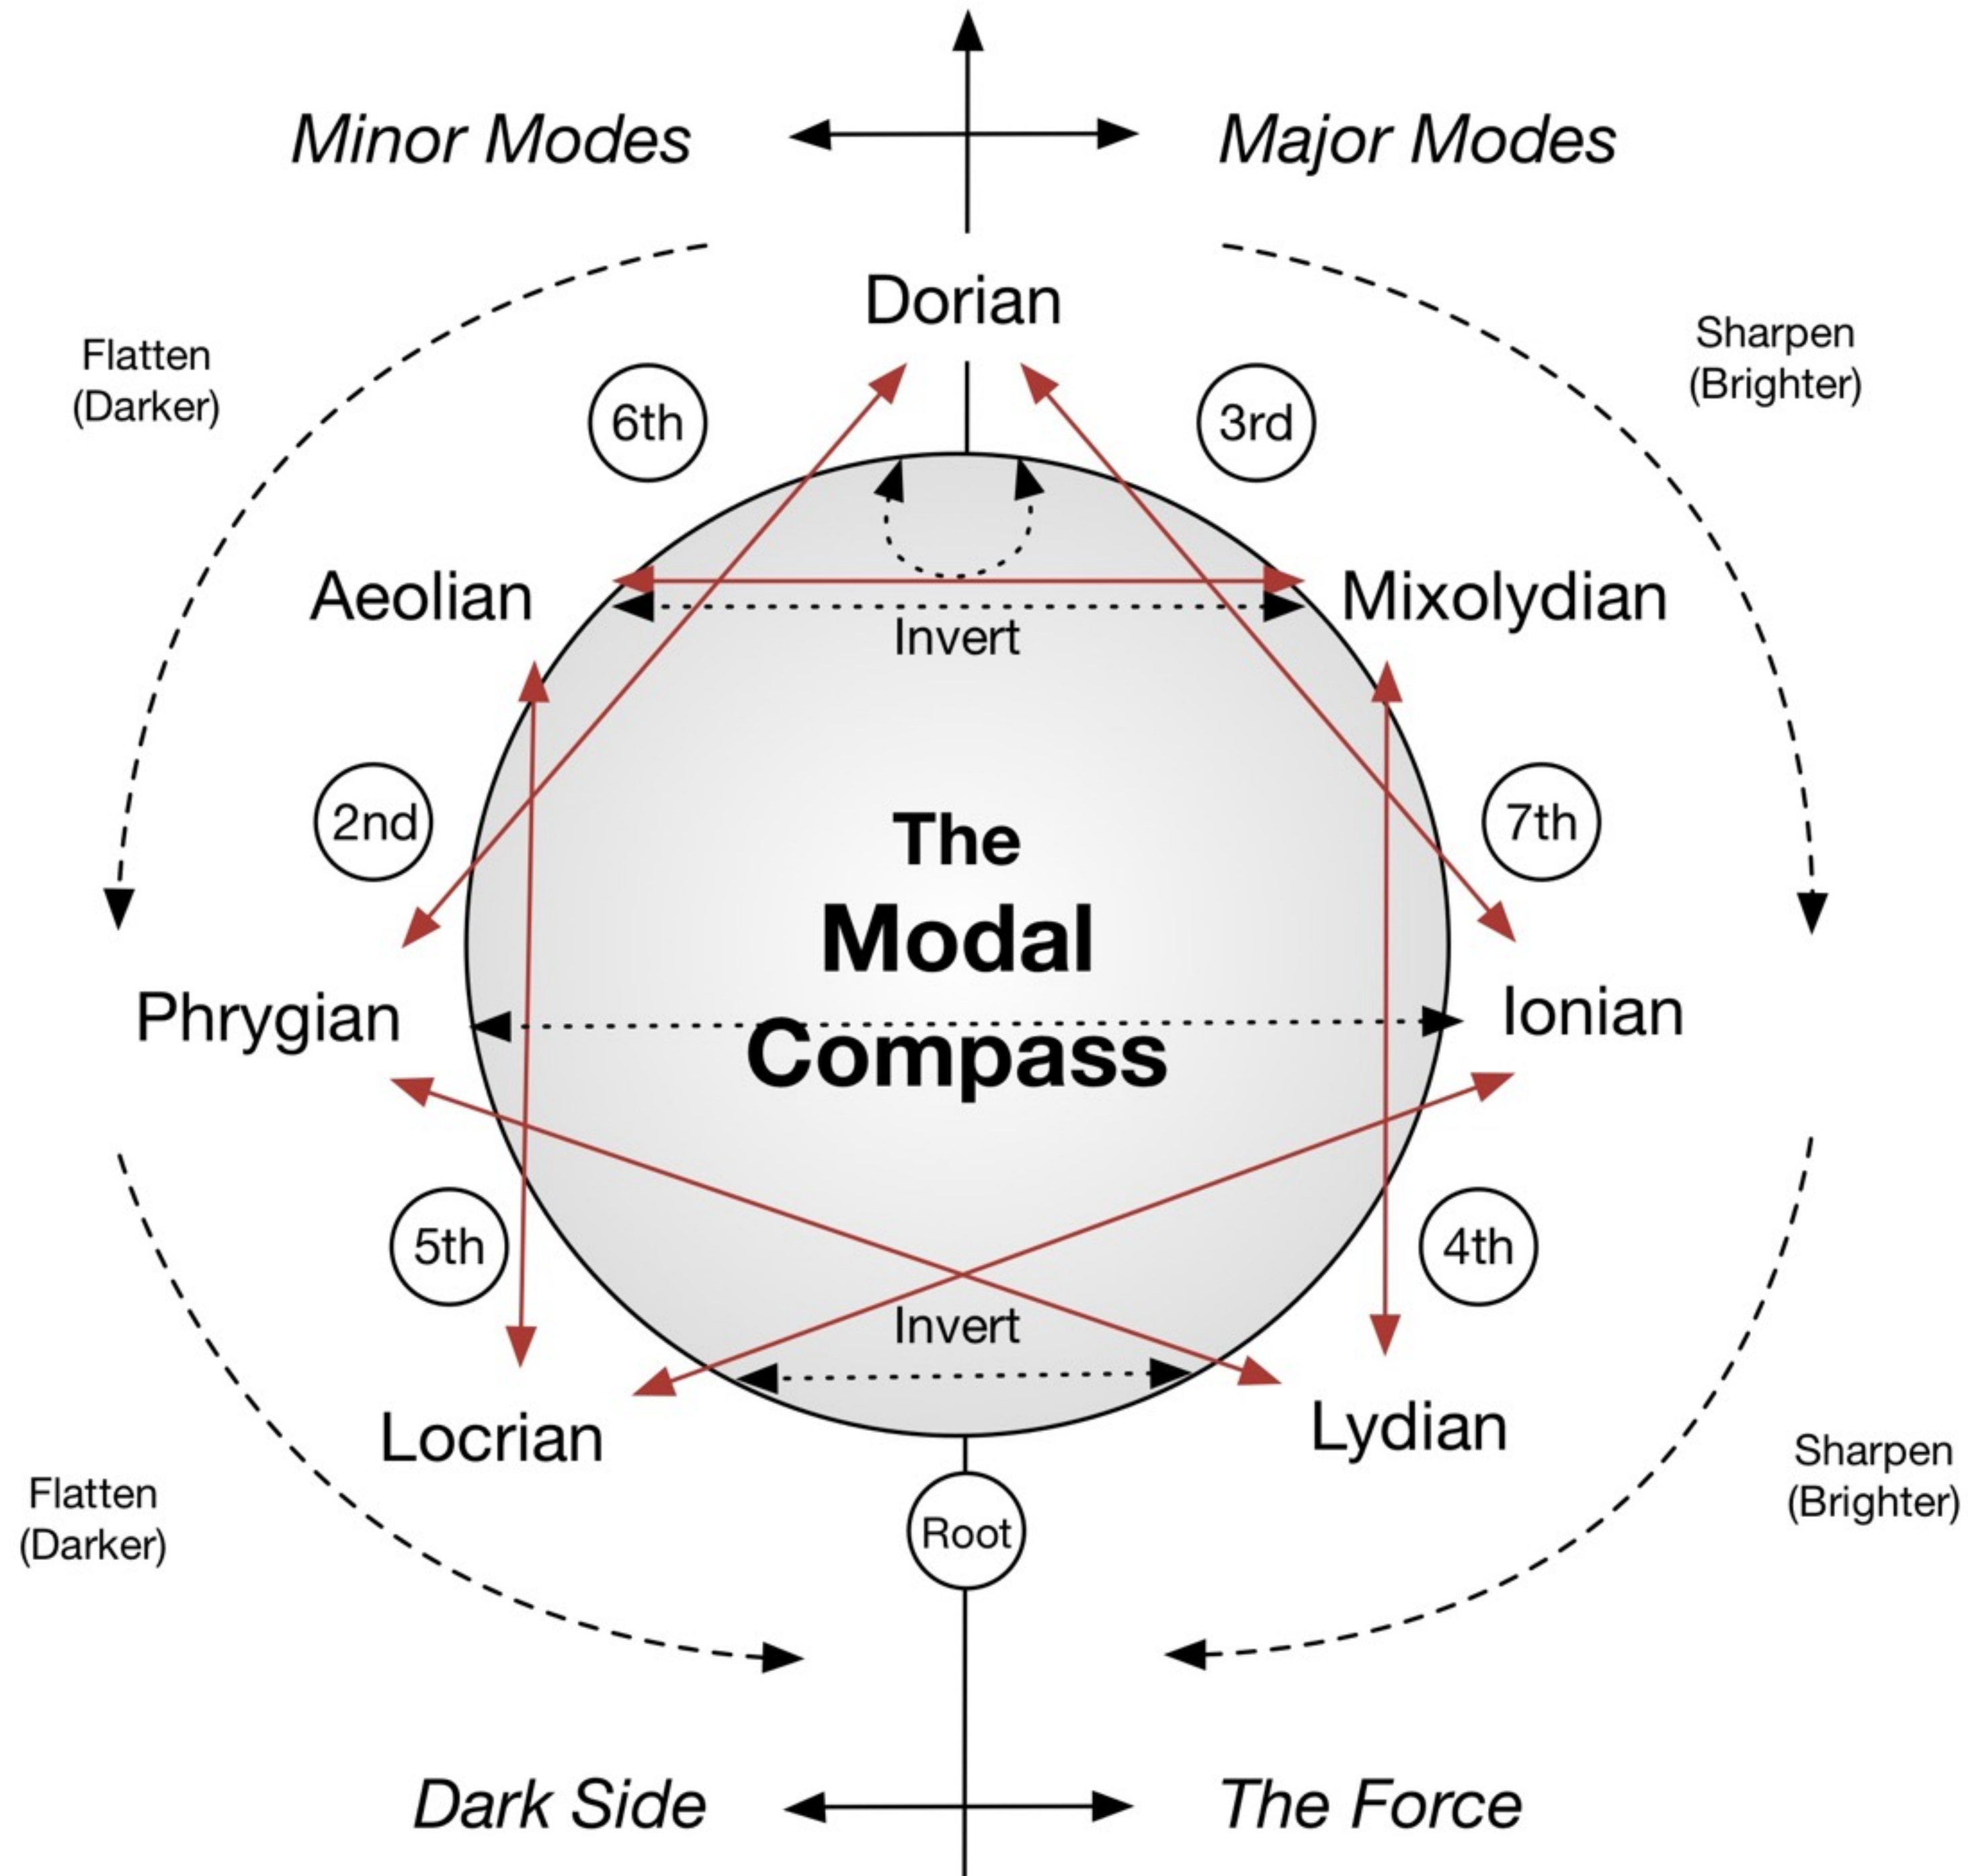 Minor Modes
Major Modes
Dorian
Flatten
(Darker)
Sharpen
(Brighter)
6th
3rd
Aeolian
Mixolydian
Invert
2nd
7th
The
Modal
Compass
Phrygian
Ionian
5th
4th
Invert
Locrian
Lydian
Flatten
(Darker)
Sharpen
(Brighter)
Root
Dark Side
The Force